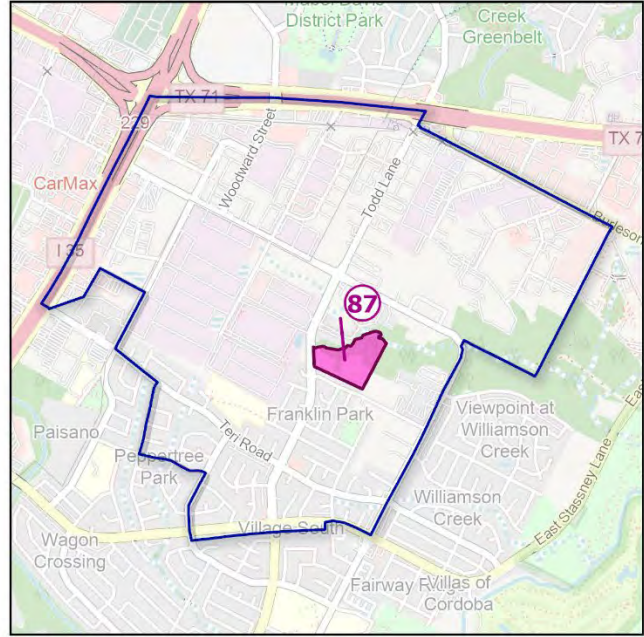 Mabel Davis
District Park
Creek
Greenbelt
TX 71
TX 7
229
Woodward Street
Todd Lane
CarMax
Burleson
I 35
87
Franklin Park
Viewpoint at
Williamson
Creek
Paisano
Teri Road
Peppertree
Park
Williamson
Creek
East Stassney Lane
Village South
Wagon
Crossing
Fairway R
Villas of
Cordoba